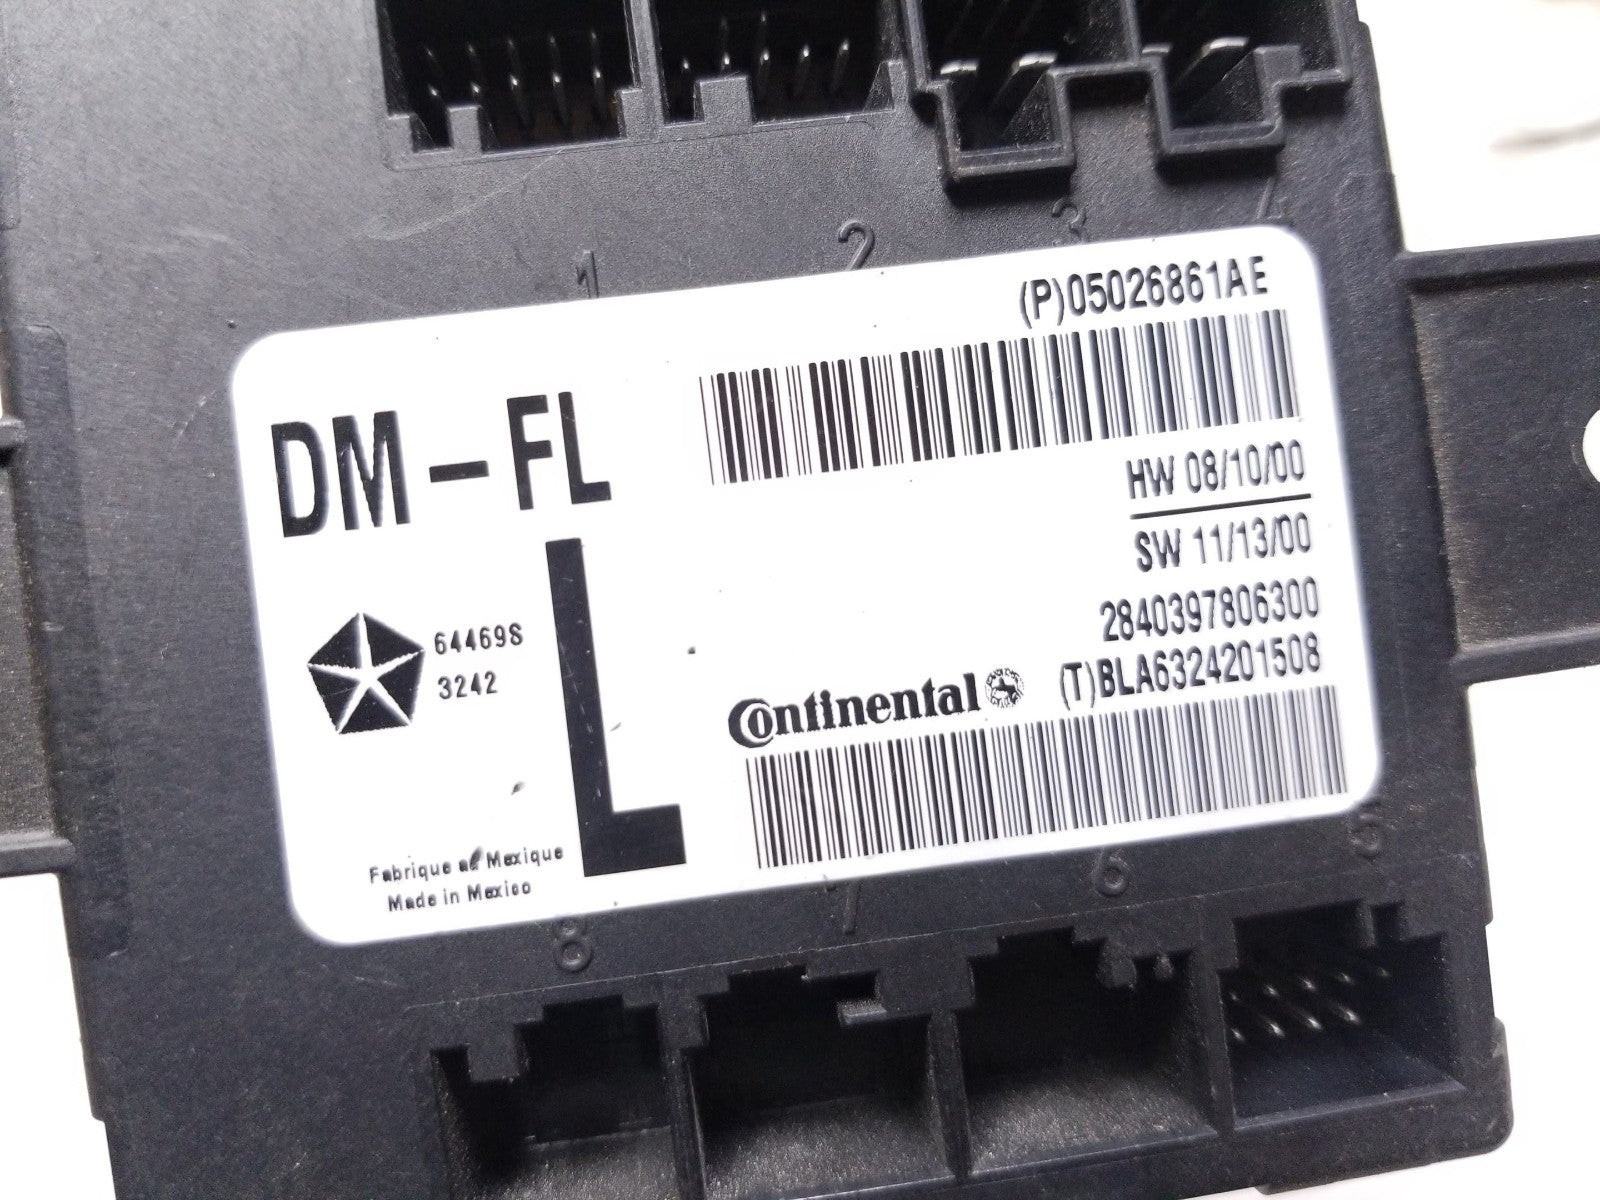 1
2
3
4
(P)05026861AE
DM-FL
HW 08/10/00
SW 11/13/00
2840397806300
(T)BLA6324201508
L
64469S
3242
Continental
Fabrique al Mexique
Made in Mexico
5
6
7
8